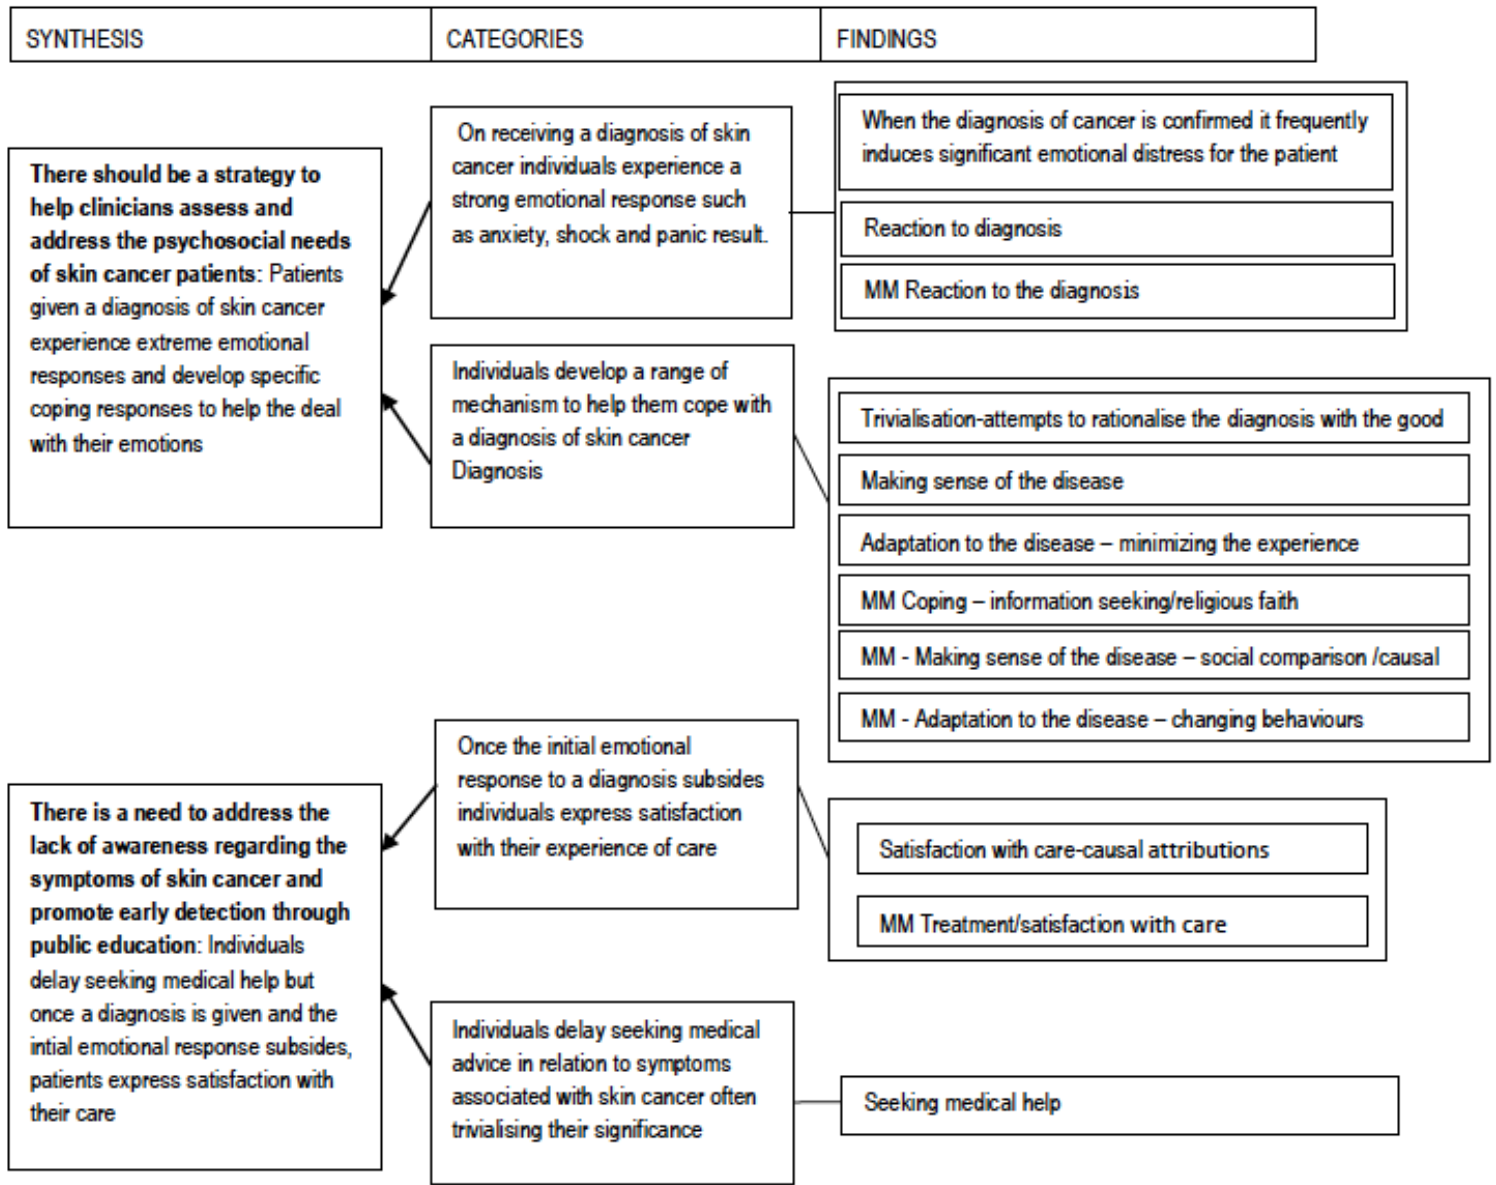 SYNTHESIS
CATEGORIES
FINDINGS
There should be a strategy to
help clinicians assess and
address the psychosocial needs
of skin cancer patients: Patients
given a diagnosis of skin cancer
experience extreme emotional
responses and develop specific
coping responses to help the deal
with their emotions
On receiving a diagnosis of skin
cancer individuals experience a
strong emotional response such
as anxiety, shock and panic result.
When the diagnosis of cancer is confirmed it frequently
induces significant emotional distress for the patient
Reaction to diagnosis
MM Reaction to the diagnosis
Individuals develop a range of
mechanism to help them cope with
a diagnosis of skin cancer
Diagnosis
Trivialisation-attempts to rationalise the diagnosis with the good
Making sense of the disease
Adaptation to the disease – minimizing the experience
MM Coping – information seeking/religious faith
MM - Making sense of the disease – social comparison /causal
MM - Adaptation to the disease – changing behaviours
There is a need to address the
lack of awareness regarding the
symptoms of skin cancer and
promote early detection through
public education: Individuals
delay seeking medical help but
once a diagnosis is given and the
intial emotional response subsides,
patients express satisfaction with
their care
Once the initial emotional
response to a diagnosis subsides
individuals express satisfaction
with their experience of care
Satisfaction with care-causal attributions
MM Treatment/satisfaction with care
Individuals delay seeking medical
advice in relation to symptoms
associated with skin cancer often
trivialising their significance
Seeking medical help